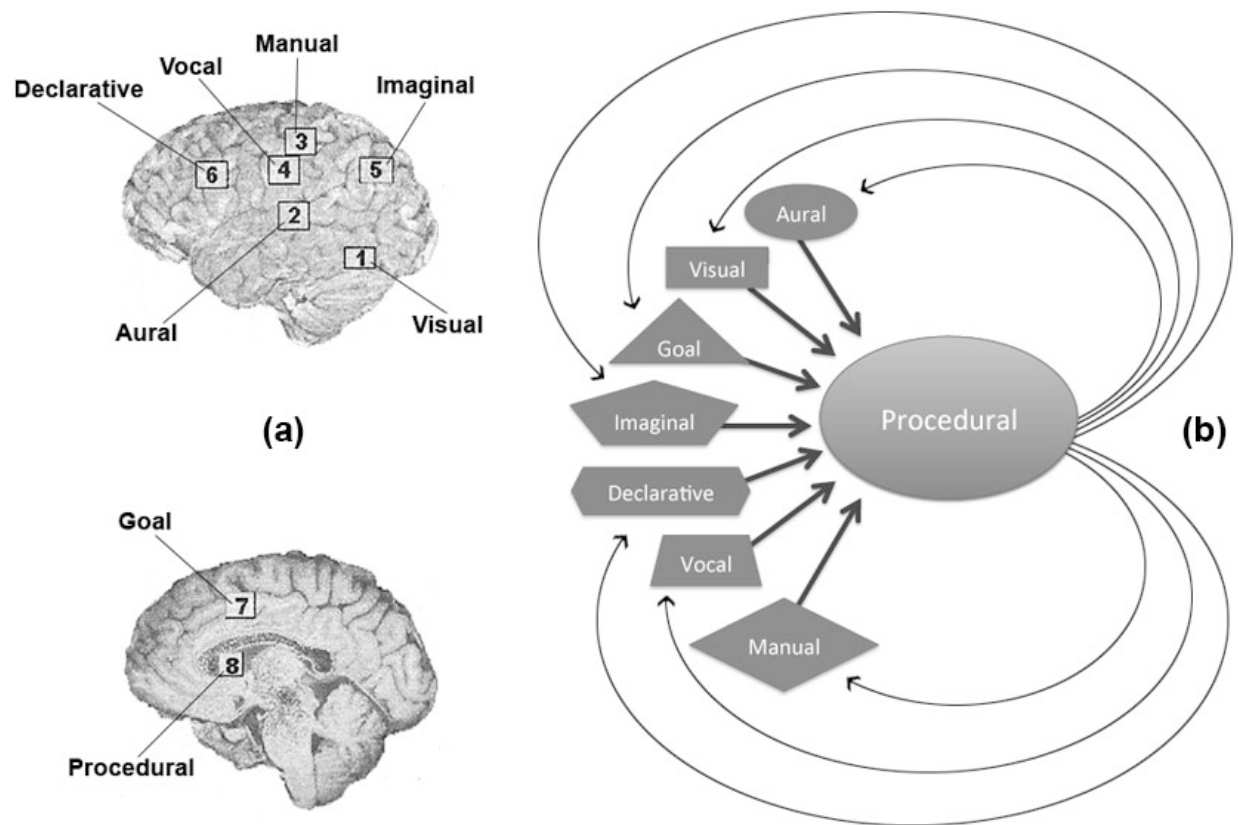 Manual
Vocal
Declarative
Imaginal
3
4
5
6
2
1
Aural
Visual
(a)
Goal
7
8
Procedural
Aural
Visual
Goal
Imaginal
Declarative
Vocal
Manual
Procedural
(b)